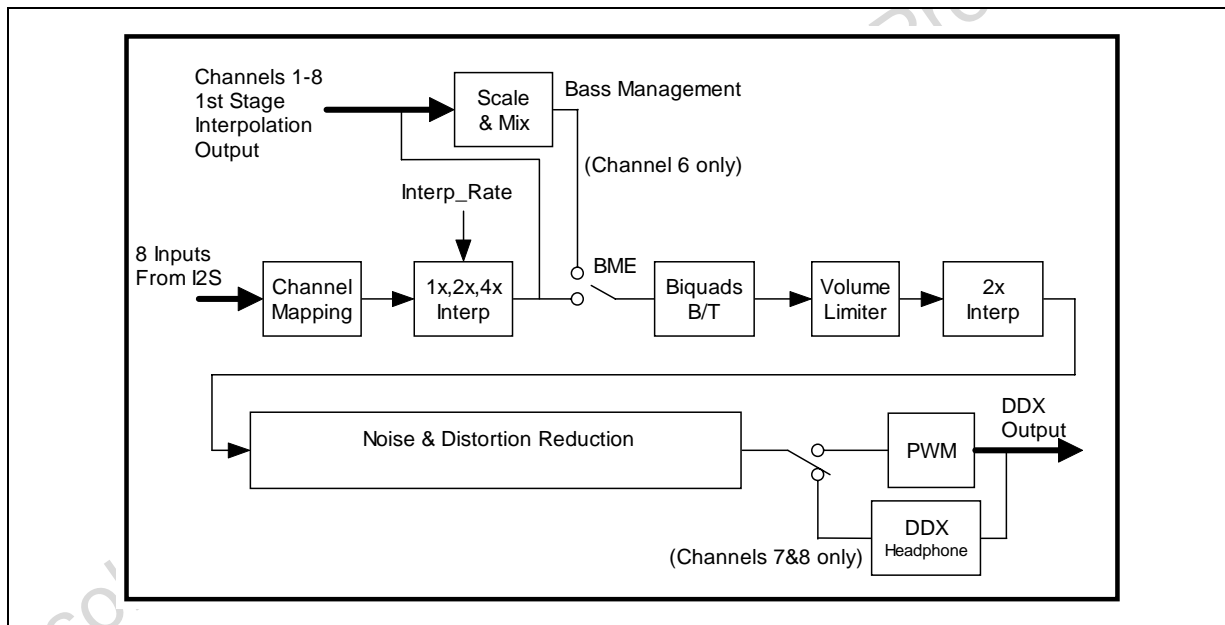 Channels 1-8
1st Stage
Interpolation
Output
Scale
& Mix
Bass Management
(Channel 6 only)
Interp_Rate
8 Inputs
From I2S
Channel
Mapping
1x,2x,4x
Interp
BME
Biquads
B/T
Volume
Limiter
2x
Interp
Noise & Distortion Reduction
PWM
DDX
Output
DDX
Headphone
(Channels 7&8 only)